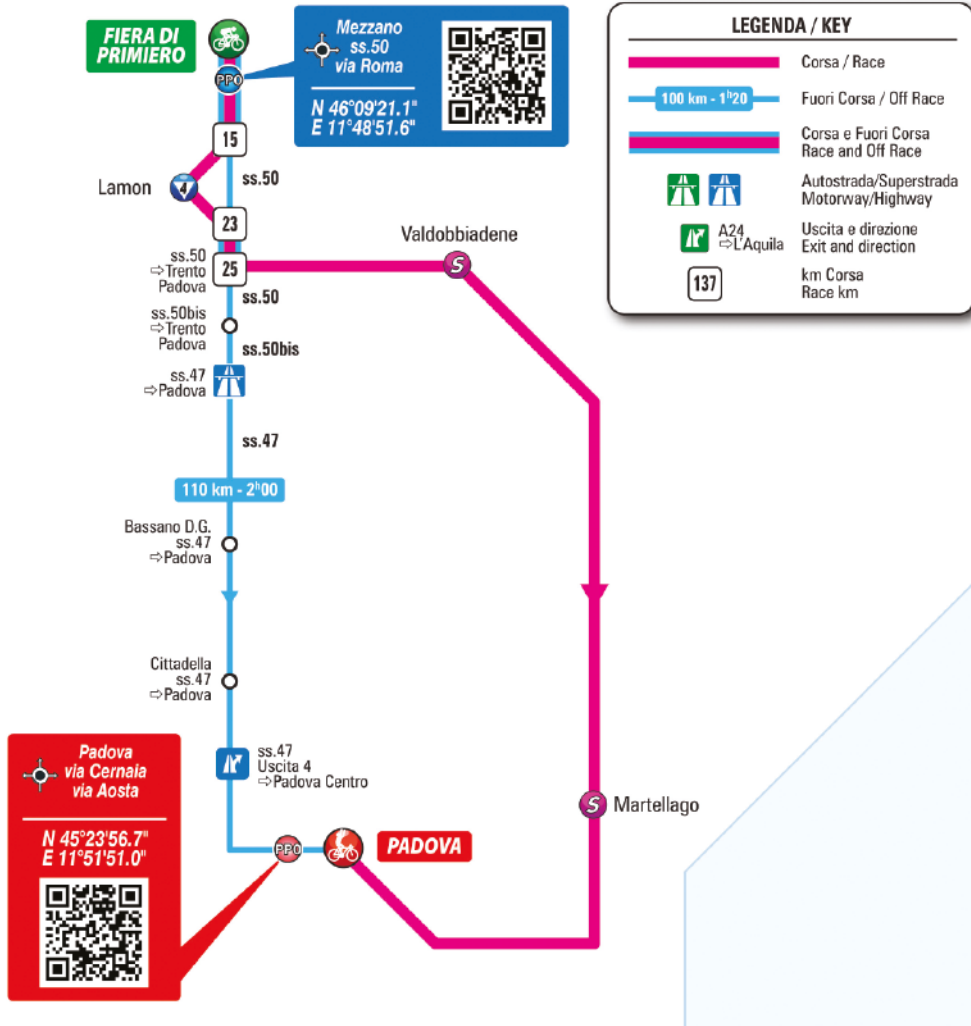 FIERA DI
PRIMIERO
PPO
Mezzano
ss.50
via Roma
N 46°09'21.1"
E 11°48'51.6"
LEGENDA / KEY
Corsa / Race
100 km - 1h20
Fuori Corsa / Off Race
Corsa e Fuori Corsa
Race and Off Race
Autostrada/Superstrada
Motorway/Highway
A24
⇨L'Aquila
Uscita e direzione
Exit and direction
137
km Corsa
Race km
15
Lamon
4
ss.50
23
ss.50
⇨Trento
Padova
25
Valdobbiadene
S
ss.50
ss.50bis
⇨Trento
Padova
ss.50bis
ss.47
⇨Padova
ss.47
110 km - 2h00
Bassano D.G.
ss.47
⇨Padova
Cittadella
ss.47
⇨Padova
ss.47
Uscita 4
⇨Padova Centro
S
Martellago
PPO
PADOVA
Padova
via Cernaia
via Aosta
N 45°23'56.7"
E 11°51'51.0"